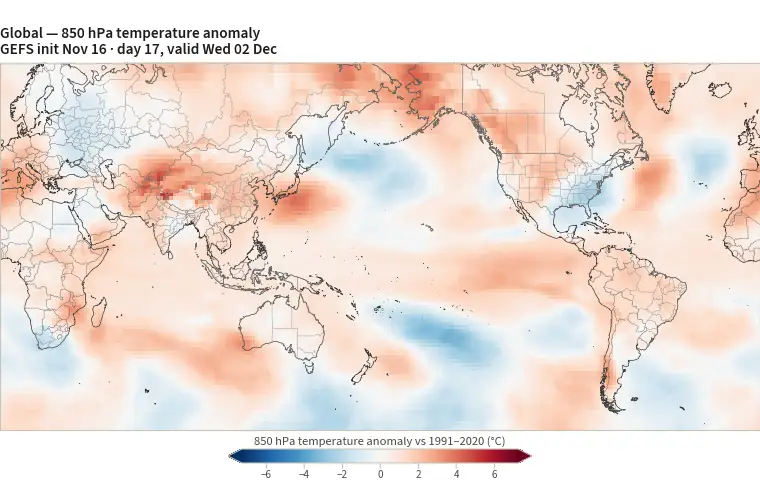 Global — 850 hPa temperature anomaly
GEFS init Nov 16 · day 17, valid Wed 02 Dec
850 hPa temperature anomaly vs 1991–2020 (°C)
−6 −4 −2 0 2 4 6